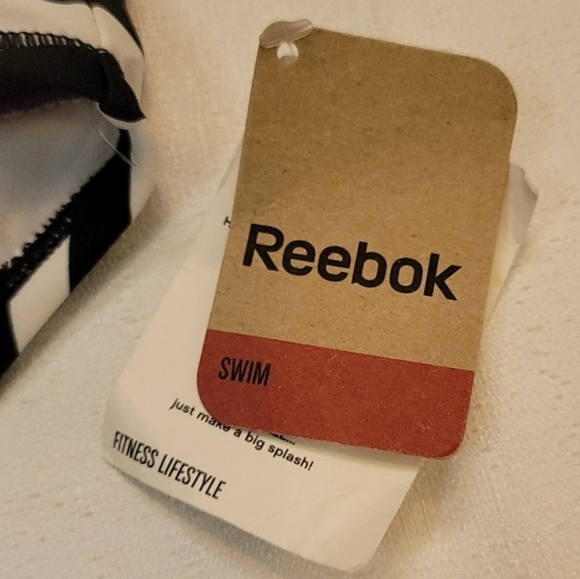 Reebok
SWIM
just make a big splash!
FITNESS LIFESTYLE